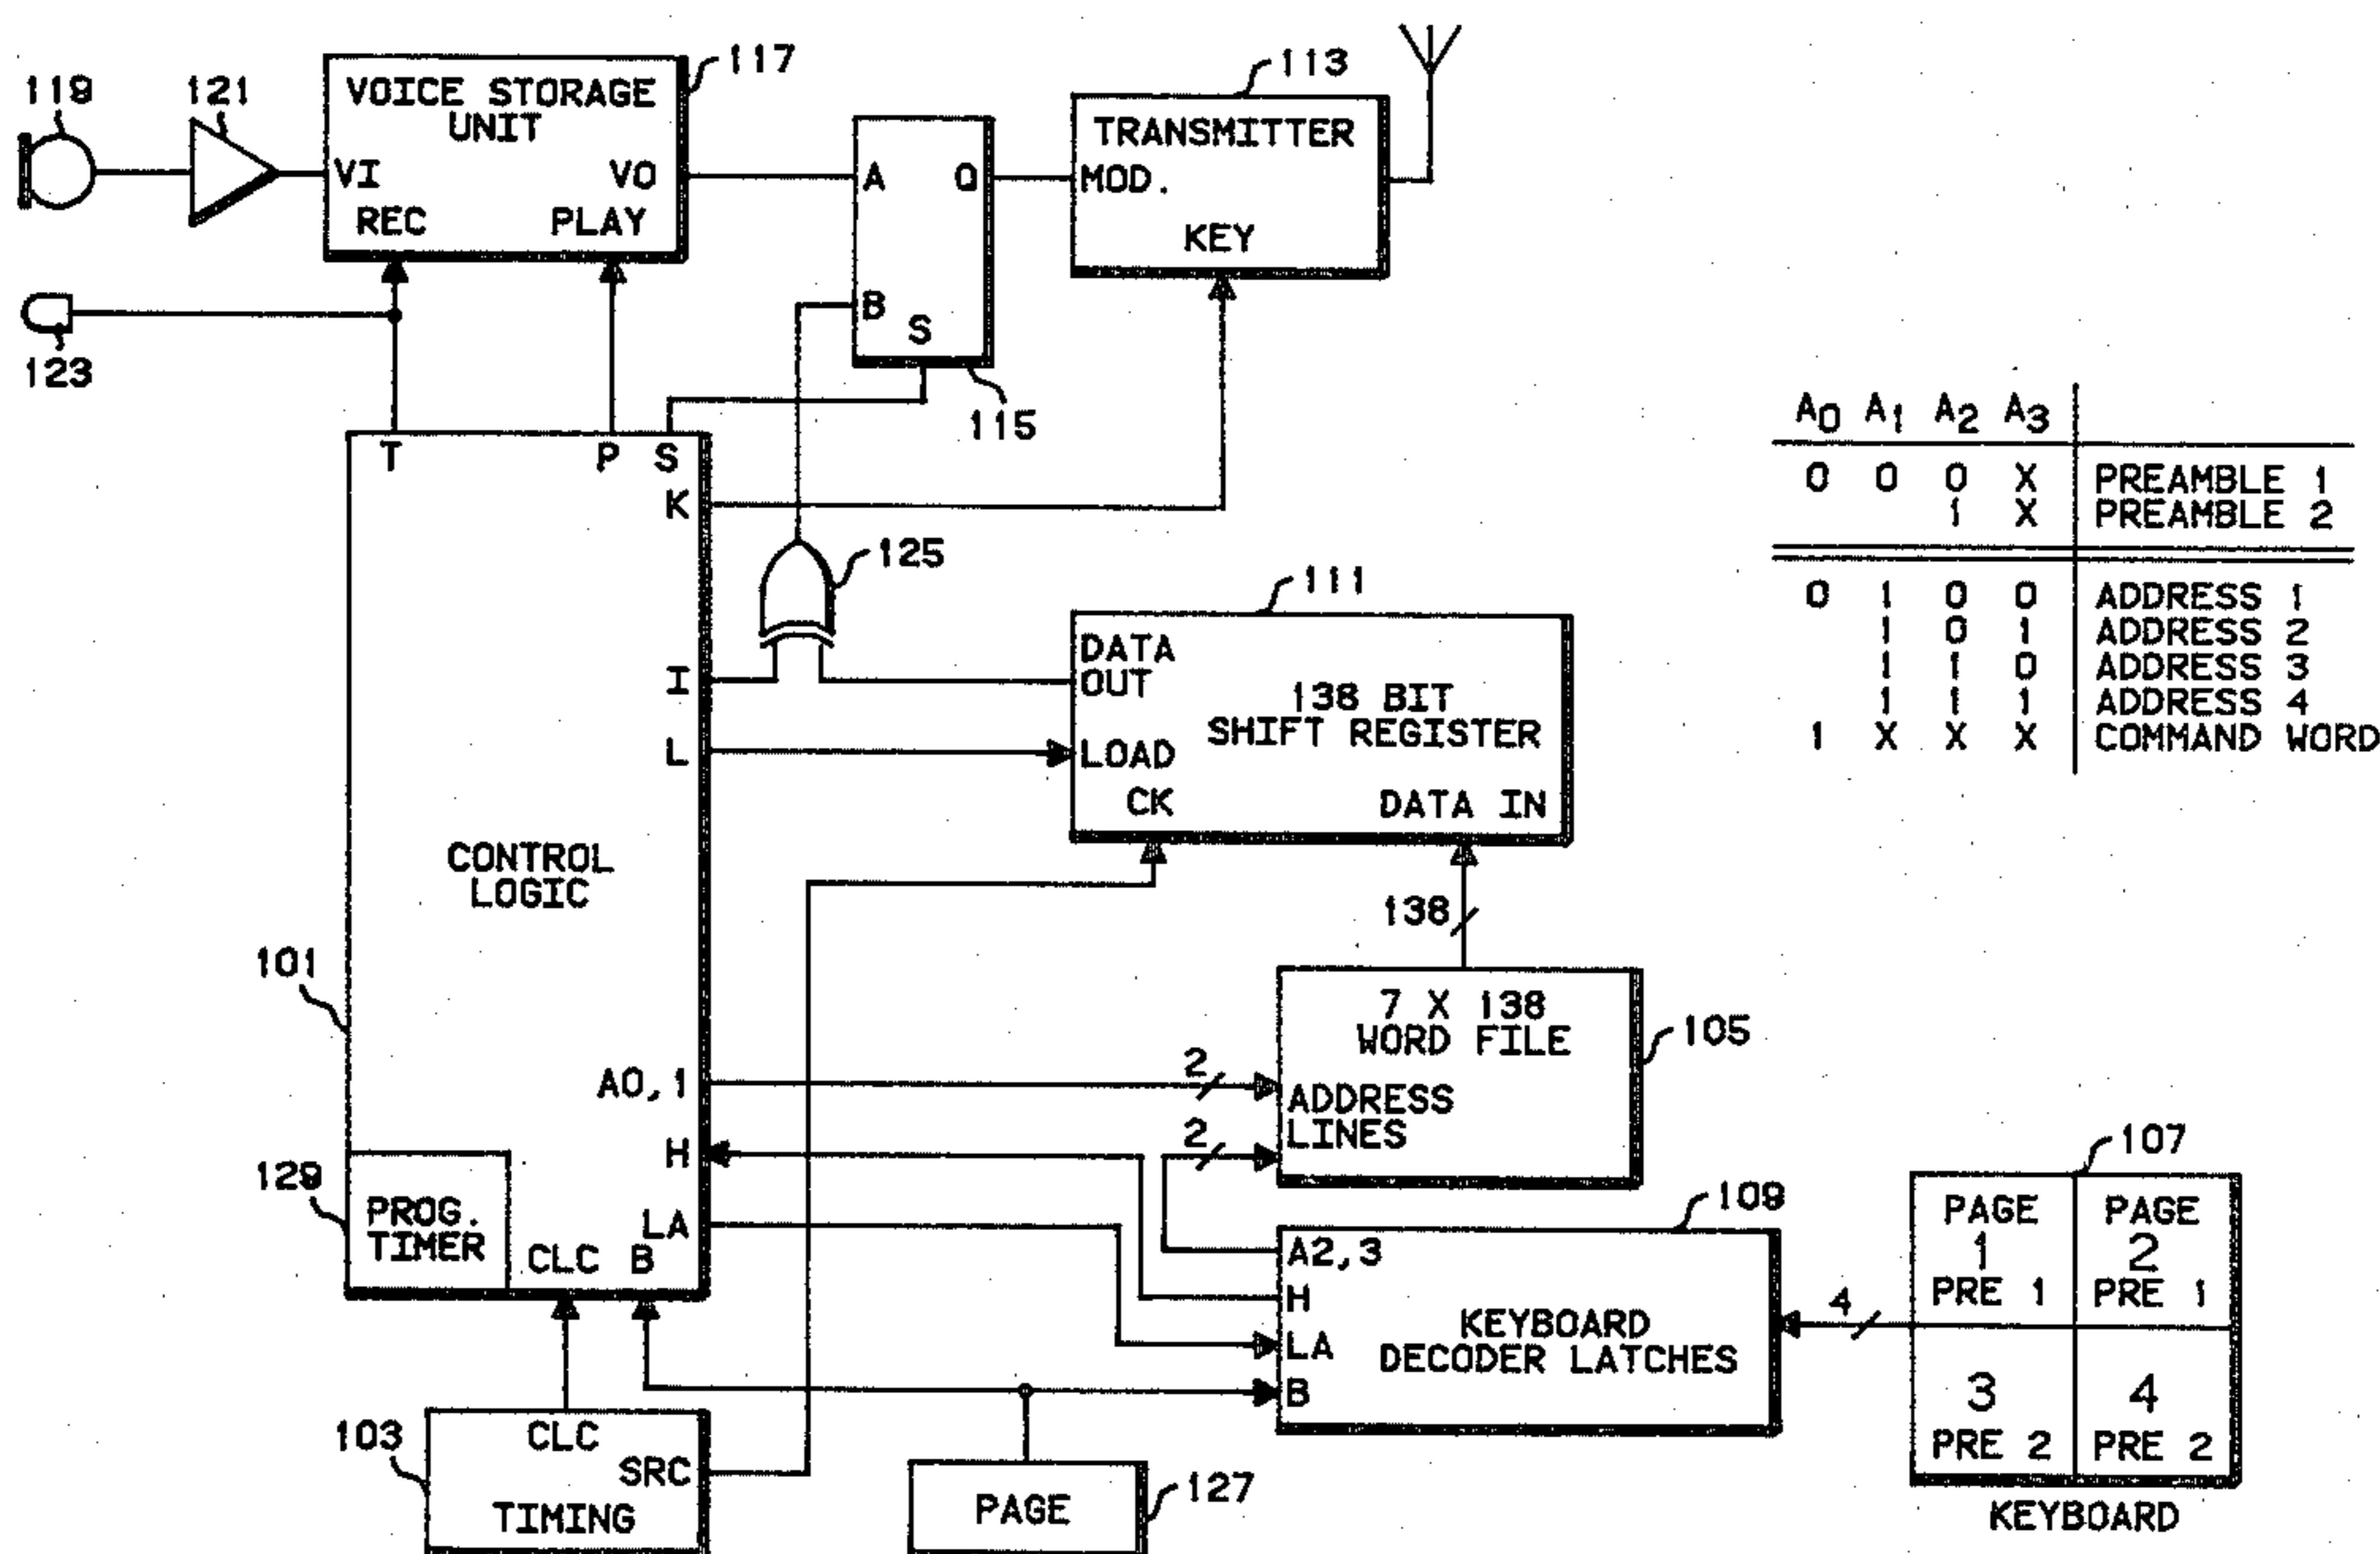 119
121
VOICE STORAGE
UNIT
VI
VO
REC
PLAY
117
123
A
Q
B
S
115
113
TRANSMITTER
MOD.
KEY
T
P
S
K
I
L
CONTROL
LOGIC
101
A0,1
H
LA
129
PROG.
TIMER
CLC
B
125
111
DATA
OUT
138 BIT
SHIFT REGISTER
LOAD
CK
DATA IN
138
7 X 138
WORD FILE
105
2
ADDRESS
LINES
2
109
A2,3
H
LA
B
KEYBOARD
DECODER LATCHES
4
107
PAGE
1
PRE 1
PAGE
2
PRE 1
3
PRE 2
4
PRE 2
KEYBOARD
103
CLC
SRC
TIMING
PAGE
127
A0 A1 A2 A3
0 0 0 X PREAMBLE 1
1 X PREAMBLE 2
0 1 0 0 ADDRESS 1
1 0 1 ADDRESS 2
1 1 0 ADDRESS 3
1 1 1 ADDRESS 4
1 X X X COMMAND WORD